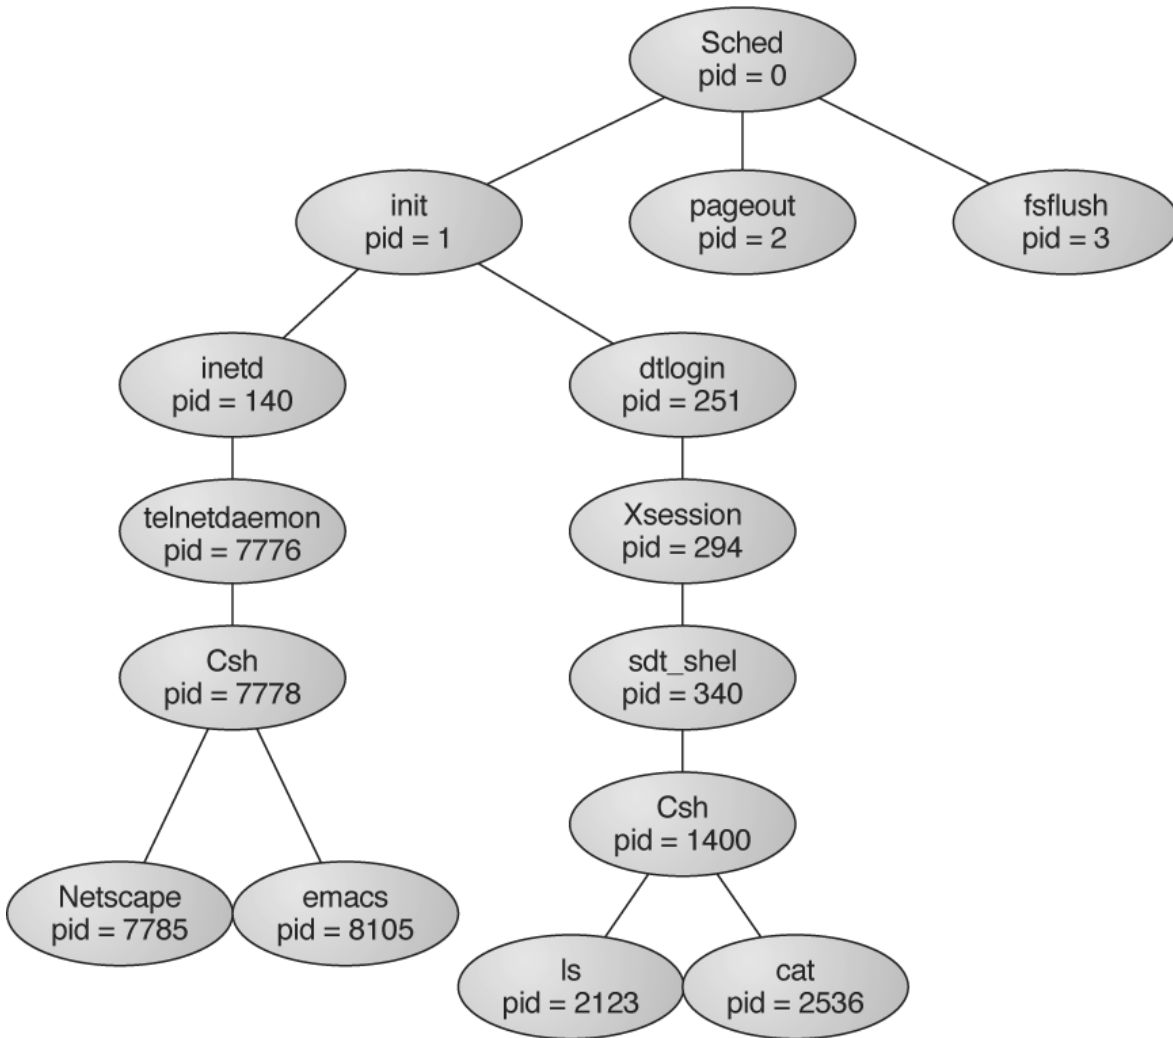 Sched
pid = 0
init
pid = 1
pageout
pid = 2
fsflush
pid = 3
inetd
pid = 140
dtlogin
pid = 251
telnetdaemon
pid = 7776
Xsession
pid = 294
Csh
pid = 7778
sdt_shel
pid = 340
Csh
pid = 1400
Netscape
pid = 7785
emacs
pid = 8105
ls
pid = 2123
cat
pid = 2536